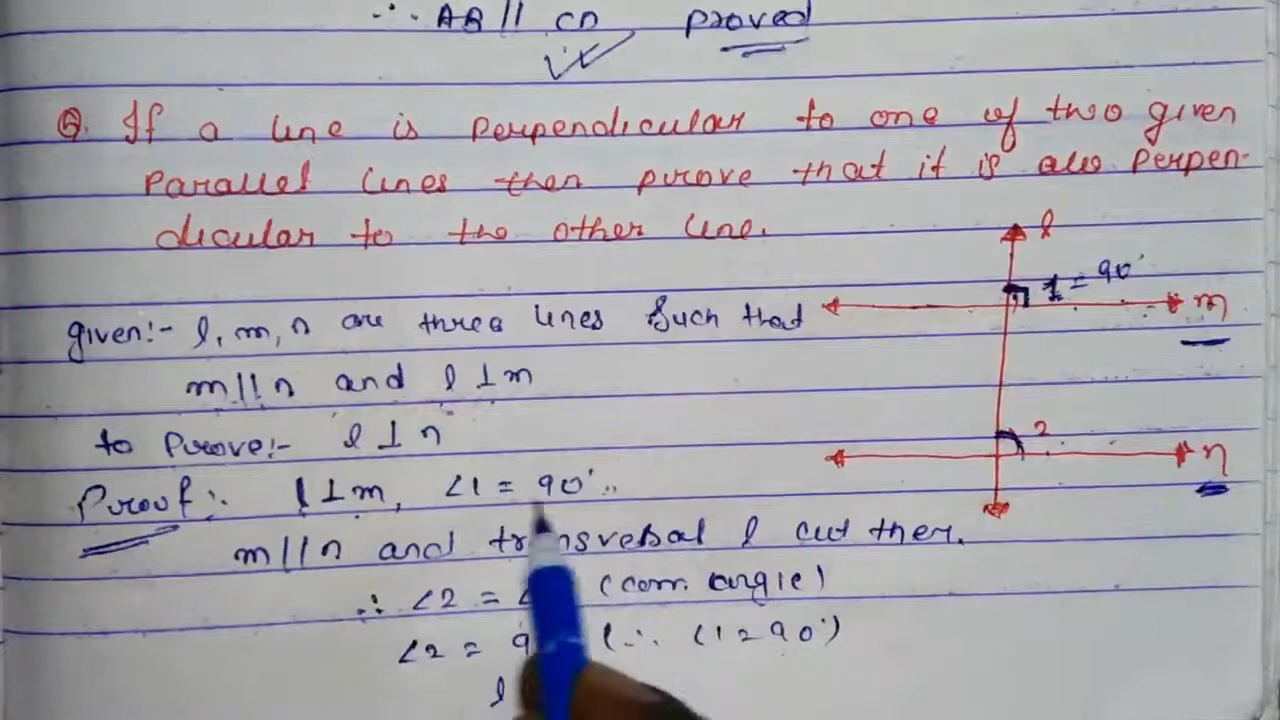 ∴ AB || CD proved
Q. If a line is perpendicular to one of two given
Parallel lines then prove that it is also Perpen-
dicular to the other line.
l
1 = 90°
m
given:- l, m, n are three lines Such that
m || n and l ⊥ m
to Prove:- l ⊥ n
2
n
Proof:- l ⊥ m, ∠1 = 90°
m || n and transversal l cut them.
∴ ∠2 = ∠ (corr. angle)
∠2 = 9 (∴ ∠1 = 90°)
l